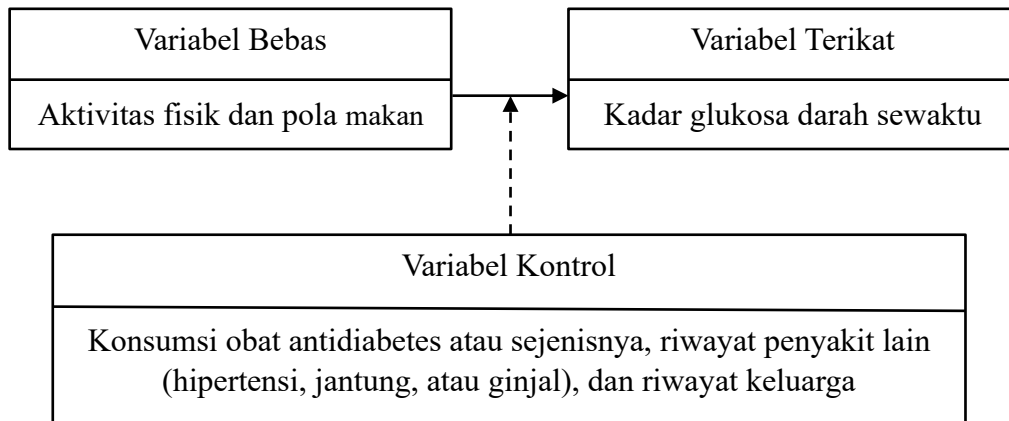 Variabel Bebas
Aktivitas fisik dan pola makan
Variabel Terikat
Kadar glukosa darah sewaktu
Variabel Kontrol
Konsumsi obat antidiabetes atau sejenisnya, riwayat penyakit lain
(hipertensi, jantung, atau ginjal), dan riwayat keluarga